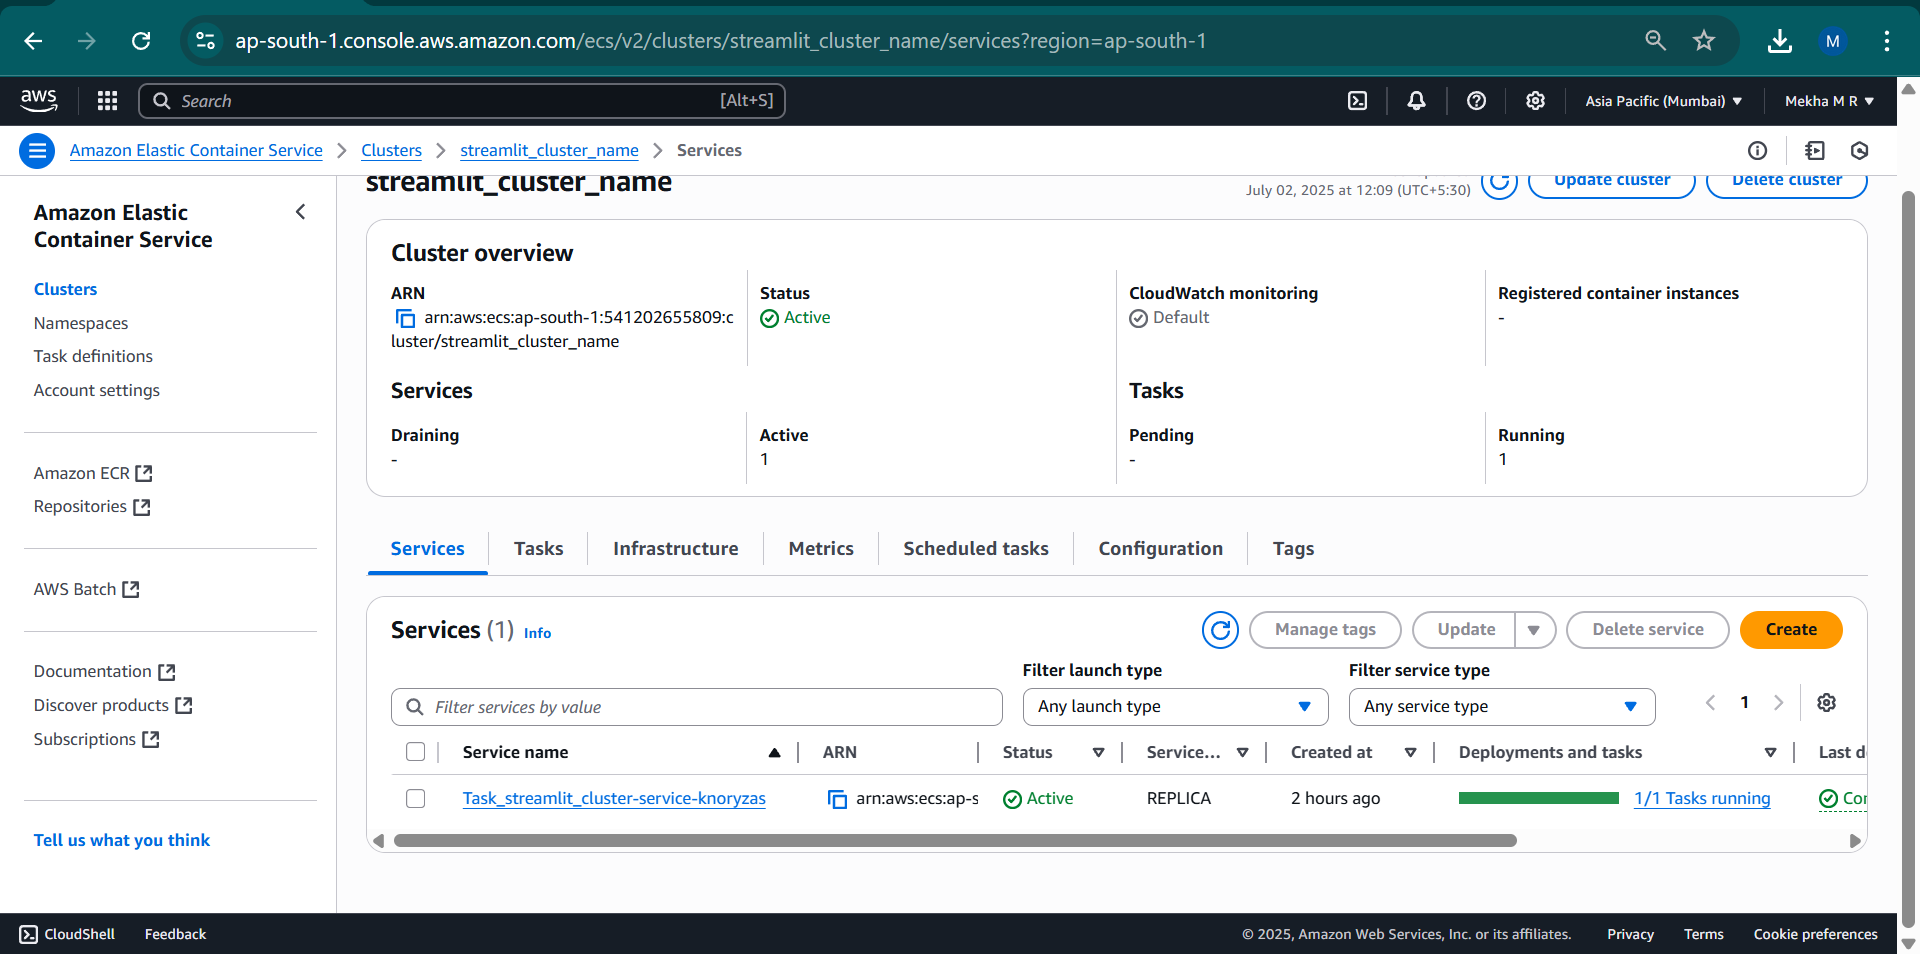 ap-south-1.console.aws.amazon.com/ecs/v2/clusters/streamlit_cluster_name/services?region=ap-south-1
M
aws
Search
[Alt+S]
Asia Pacific (Mumbai)
Mekha M R
Amazon Elastic Container Service
Clusters
streamlit_cluster_name
Services
Amazon Elastic
Container Service
Clusters
Namespaces
Task definitions
Account settings
Amazon ECR
Repositories
AWS Batch
Documentation
Discover products
Subscriptions
Tell us what you think
streamlit_cluster_name
July 02, 2025 at 12:09 (UTC+5:30)
Update cluster
Delete cluster
Cluster overview
ARN
arn:aws:ecs:ap-south-1:541202655809:c
luster/streamlit_cluster_name
Status
Active
CloudWatch monitoring
Default
Registered container instances
-
Services
Tasks
Draining
-
Active
1
Pending
-
Running
1
Services
Tasks
Infrastructure
Metrics
Scheduled tasks
Configuration
Tags
Services (1)
Info
Manage tags
Update
Delete service
Create
Filter services by value
Filter launch type
Any launch type
Filter service type
Any service type
1
Service name
ARN
Status
Service...
Created at
Deployments and tasks
Last d
Task_streamlit_cluster-service-knoryzas
arn:aws:ecs:ap-s
Active
REPLICA
2 hours ago
1/1 Tasks running
Cor
CloudShell
Feedback
© 2025, Amazon Web Services, Inc. or its affiliates.
Privacy
Terms
Cookie preferences